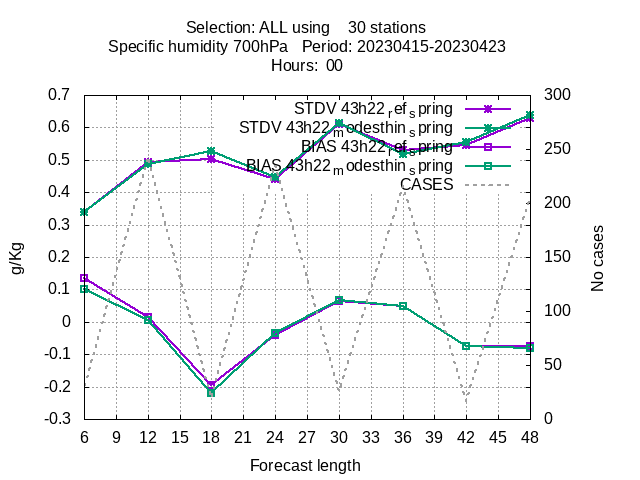 Selection: ALL using    30 stations
Specific humidity 700hPa   Period: 20230415-20230423
Hours:  00
STDV 43h22_ref_spring
STDV 43h22_modesthin_spring
BIAS 43h22_ref_spring
BIAS 43h22_modesthin_spring
CASES
0.7
0.6
0.5
0.4
0.3
0.2
0.1
0
-0.1
-0.2
-0.3
g/Kg
300
250
200
150
100
50
0
No cases
6 9 12 15 18 21 24 27 30 33 36 39 42 45 48
Forecast length